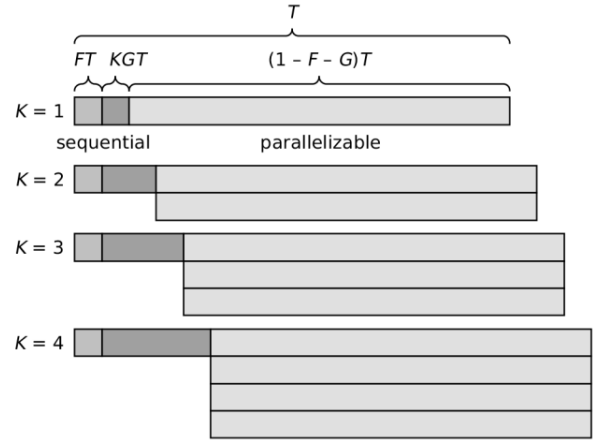 T
FT KGT (1 – F – G)T
K = 1
sequential parallelizable
K = 2
K = 3
K = 4